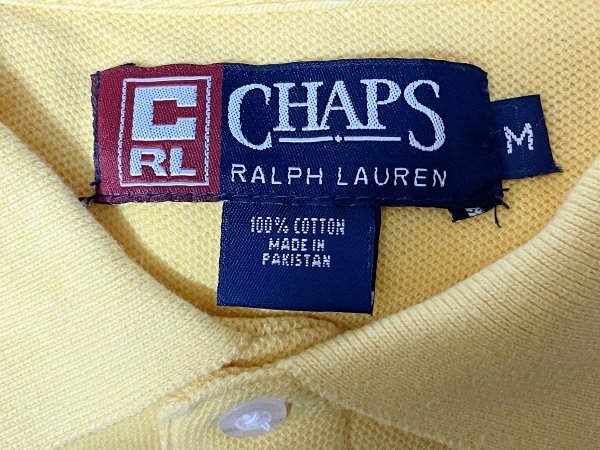 C
RL
CHAPS
RALPH LAUREN
M
100% COTTON
MADE IN
PAKISTAN